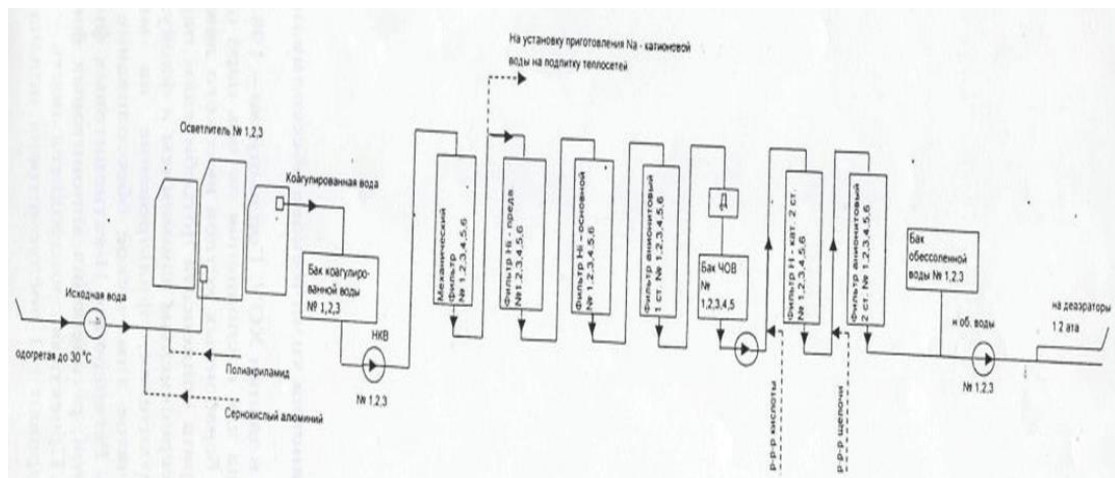 На установку приготовления Na - катионовой
воды на подпитку теплосетей
Осветлитель № 1,2,3
Коагулированная вода
Бак коагулиро-
ванной воды
№ 1,2,3
Исходная вода
одогретая до 30 °C
Полиакриламид
Сернокислый алюминий
НКВ
№ 1,2,3
Механический
фильтр
№ 1,2,3,4,5,6
Фильтр Hi - предв
№ 1,2,3,4,5,6
Фильтр Hi – основной
№ 1,2,3,4,5,6
Фильтр анионитовый
1 ст. № 1,2,3,4,5,6
Д
Бак ЧОВ
№
1,2,3,4,5
Фильтр Н - кат. 2 ст.
№ 1,2,3,4,5,6
р-р-р кислоты
Фильтр анионитовый
2 ст. № 1,2,3,4,5,6
р-р-р щелочи
Бак
обессоленной
воды № 1,2,3
н об. воды
№ 1,2,3
на деаэраторы
1 2 ата